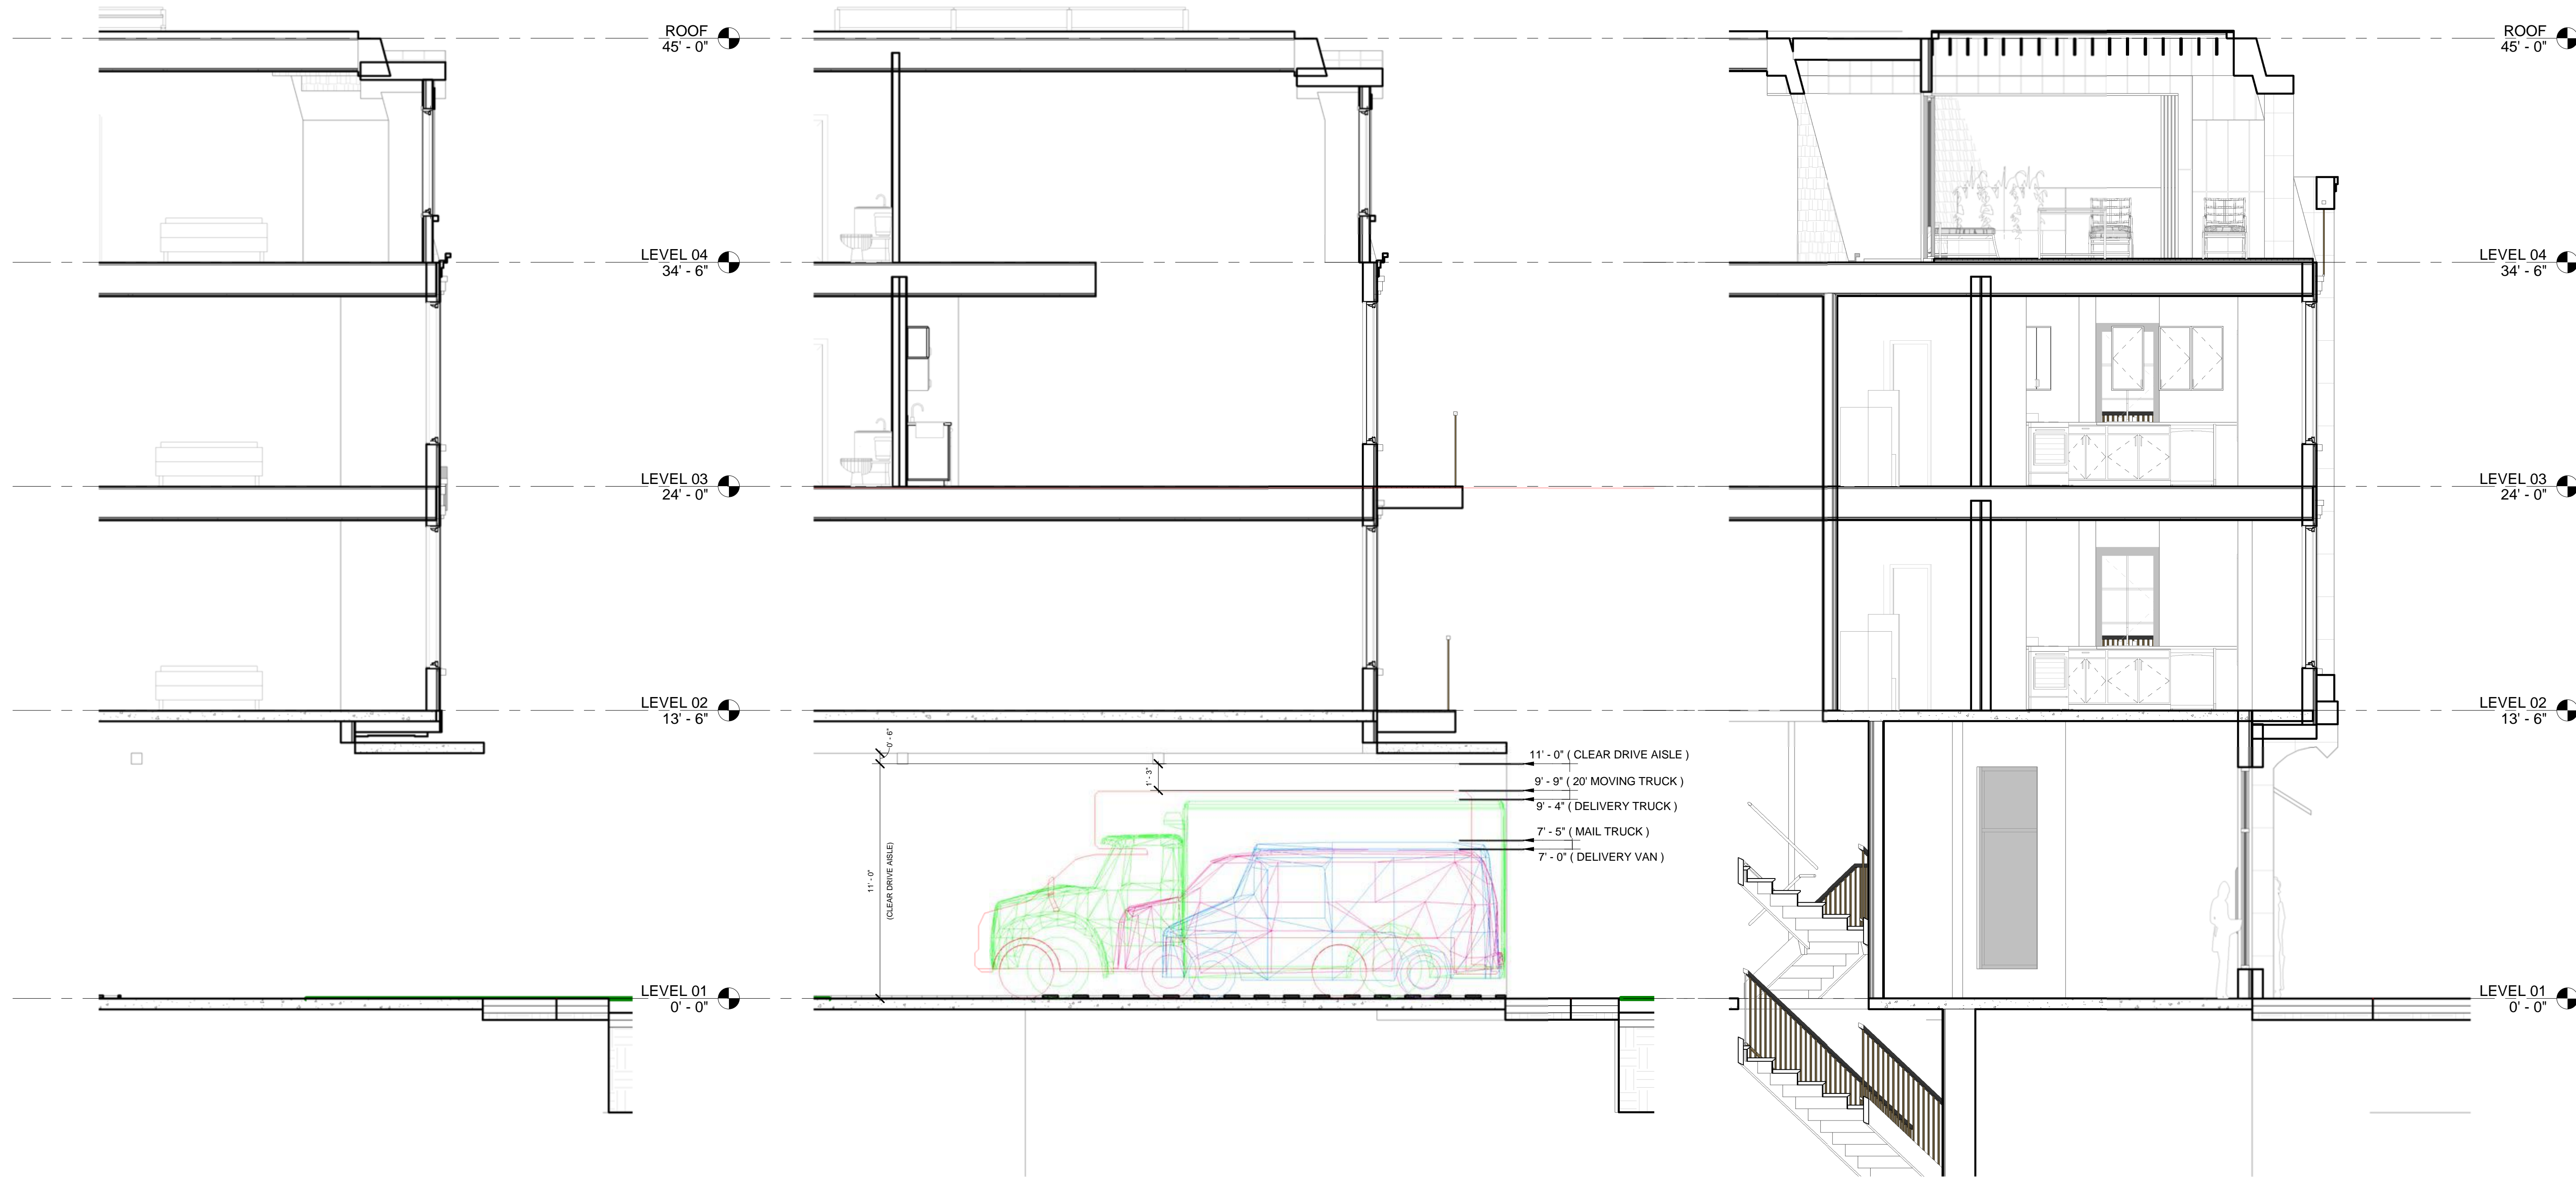 ROOF
45' - 0"
LEVEL 04
34' - 6"
LEVEL 03
24' - 0"
LEVEL 02
13' - 6"
LEVEL 01
0' - 0"
0' - 6"
1' - 3"
11' - 0"
(CLEAR DRIVE AISLE)
11' - 0" ( CLEAR DRIVE AISLE )
9' - 9" ( 20' MOVING TRUCK )
9' - 4" ( DELIVERY TRUCK )
7' - 5" ( MAIL TRUCK )
7' - 0" ( DELIVERY VAN )
ROOF
45' - 0"
LEVEL 04
34' - 6"
LEVEL 03
24' - 0"
LEVEL 02
13' - 6"
LEVEL 01
0' - 0"